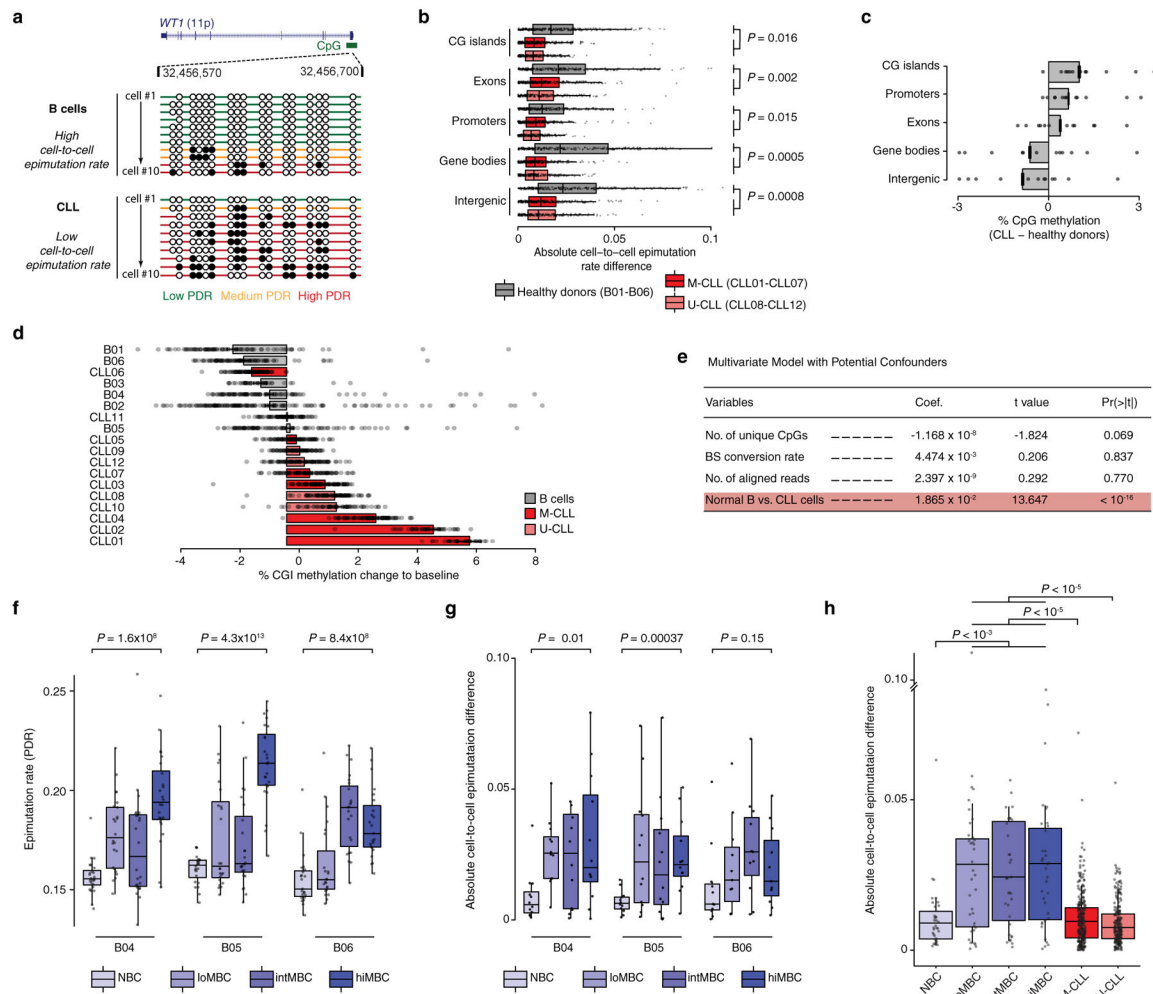 a
WT1 (11p)
CpG
32,456,570
32,456,700
B cells
High
cell-to-cell
epimutation rate
cell #1
cell #10
CLL
Low
cell-to-cell
epimutation rate
cell #1
cell #10
Low PDR
Medium PDR
High PDR
b
CG islands
Exons
Promoters
Gene bodies
Intergenic
P = 0.016
P = 0.002
P = 0.015
P = 0.0005
P = 0.0008
0
0.05
0.1
Absolute cell–to–cell epimutation
rate difference
Healthy donors (B01-B06)
M-CLL (CLL01-CLL07)
U-CLL (CLL08-CLL12)
c
CG islands
Promoters
Exons
Gene bodies
Intergenic
-3
0
3
% CpG methylation
(CLL – healthy donors)
d
B01
B06
CLL06
B03
B04
B02
CLL11
B05
CLL05
CLL09
CLL12
CLL07
CLL03
CLL08
CLL10
CLL04
CLL02
CLL01
B cells
M-CLL
U-CLL
-4
-2
0
2
4
6
8
% CGI methylation change to baseline
e
Multivariate Model with Potential Confounders
Variables Coef. t value Pr(>|t|)
No. of unique CpGs -1.168 x 10-8 -1.824 0.069
BS conversion rate 4.474 x 10-3 0.206 0.837
No. of aligned reads 2.397 x 10-9 0.292 0.770
Normal B vs. CLL cells 1.865 x 10-2 13.647 < 10-16
f
P = 1.6x108
P = 4.3x1013
P = 8.4x108
Epimutation rate (PDR)
0.25
0.20
0.15
B04
B05
B06
NBC
loMBC
intMBC
hiMBC
g
P = 0.01
P = 0.00037
P = 0.15
Absolute cell-to-cell epimutataion difference
0.10
0.05
0
B04
B05
B06
NBC
loMBC
intMBC
hiMBC
h
P < 10-5
P < 10-5
P < 10-3
Absolute cell-to-cell epimutataion difference
0.10
0.05
0
NBC